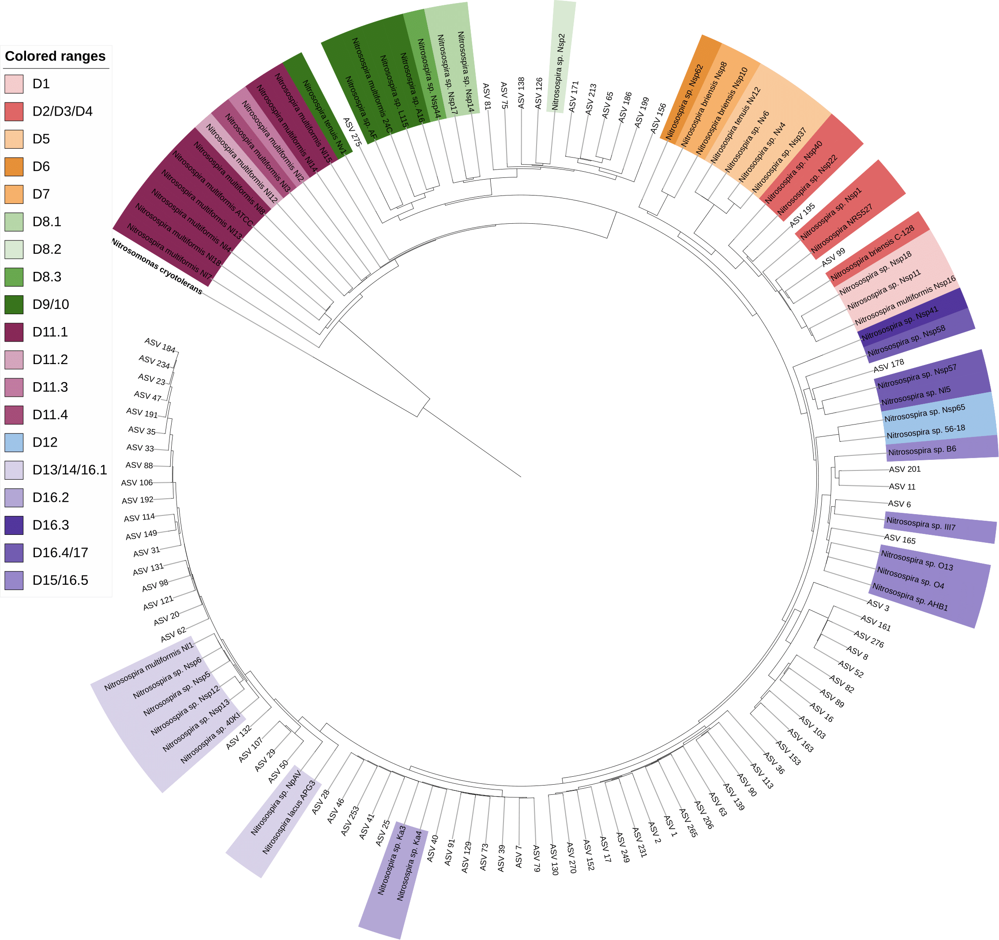 Colored ranges
D1
D2/D3/D4
D5
D6
D7
D8.1
D8.2
D8.3
D9/10
D11.1
D11.2
D11.3
D11.4
D12
D13/14/16.1
D16.2
D16.3
D16.4/17
D15/16.5
Nitrosomonas cryotolerans
Nitrosospira multiformis Nl7
Nitrosospira multiformis Nl18
Nitrosospira multiformis Nl4
Nitrosospira multiformis Nl13
Nitrosospira multiformis ATCC
Nitrosospira multiformis Nl8
Nitrosospira multiformis Nl12
Nitrosospira multiformis Nl3
Nitrosospira multiformis Nl2
Nitrosospira multiformis Nl14
Nitrosospira multiformis Nl15
Nitrosospira tenuis Nv1
ASV 275
Nitrosospira sp. AF
Nitrosospira multiformis 24C
Nitrosospira sp. L115
Nitrosospira sp. A16
Nitrosospira sp. Nsp44
Nitrosospira sp. Nsp17
Nitrosospira sp. Nsp14
ASV 81
ASV 75
ASV 138
ASV 126
Nitrosospira sp. Nsp2
ASV 171
ASV 213
ASV 65
ASV 186
ASV 199
ASV 156
Nitrosospira sp. Nsp62
Nitrosospira briensis Nsp8
Nitrosospira briensis Nsp10
Nitrosospira tenuis Nv12
Nitrosospira sp. Nv6
Nitrosospira sp. Nv4
Nitrosospira sp. Nsp37
Nitrosospira sp. Nsp40
Nitrosospira sp. Nsp22
ASV 195
Nitrosospira sp. Nsp1
Nitrosospira NRS527
ASV 99
Nitrosospira briensis C-128
Nitrosospira sp. Nsp18
Nitrosospira sp. Nsp11
Nitrosospira multiformis Nsp16
Nitrosospira sp. Nsp41
Nitrosospira sp. Nsp58
ASV 178
Nitrosospira sp. Nsp57
Nitrosospira sp. Nl5
Nitrosospira sp. Nsp65
Nitrosospira sp. 56-18
Nitrosospira sp. B6
ASV 201
ASV 11
ASV 6
Nitrosospira sp. III7
ASV 165
Nitrosospira sp. O13
Nitrosospira sp. O4
Nitrosospira sp. AHB1
ASV 3
ASV 161
ASV 276
ASV 8
ASV 52
ASV 82
ASV 89
ASV 16
ASV 103
ASV 163
ASV 153
ASV 36
ASV 113
ASV 90
ASV 139
ASV 63
ASV 206
ASV 265
ASV 1
ASV 2
ASV 231
ASV 249
ASV 17
ASV 152
ASV 270
ASV 130
ASV 79
ASV 7
ASV 39
ASV 73
ASV 129
ASV 91
ASV 40
Nitrosospira sp. Ka4
Nitrosospira sp. Ka3
ASV 25
ASV 41
ASV 253
ASV 46
ASV 28
Nitrosospira lacus APG3
Nitrosospira sp. NpAV
ASV 50
ASV 29
ASV 107
ASV 132
Nitrosospira sp. 40KI
Nitrosospira sp. Nsp13
Nitrosospira sp. Nsp12
Nitrosospira sp. Nsp5
Nitrosospira sp. Nsp6
Nitrosospira multiformis Nl1
ASV 62
ASV 20
ASV 121
ASV 98
ASV 131
ASV 31
ASV 149
ASV 114
ASV 192
ASV 106
ASV 88
ASV 33
ASV 35
ASV 191
ASV 47
ASV 23
ASV 234
ASV 184